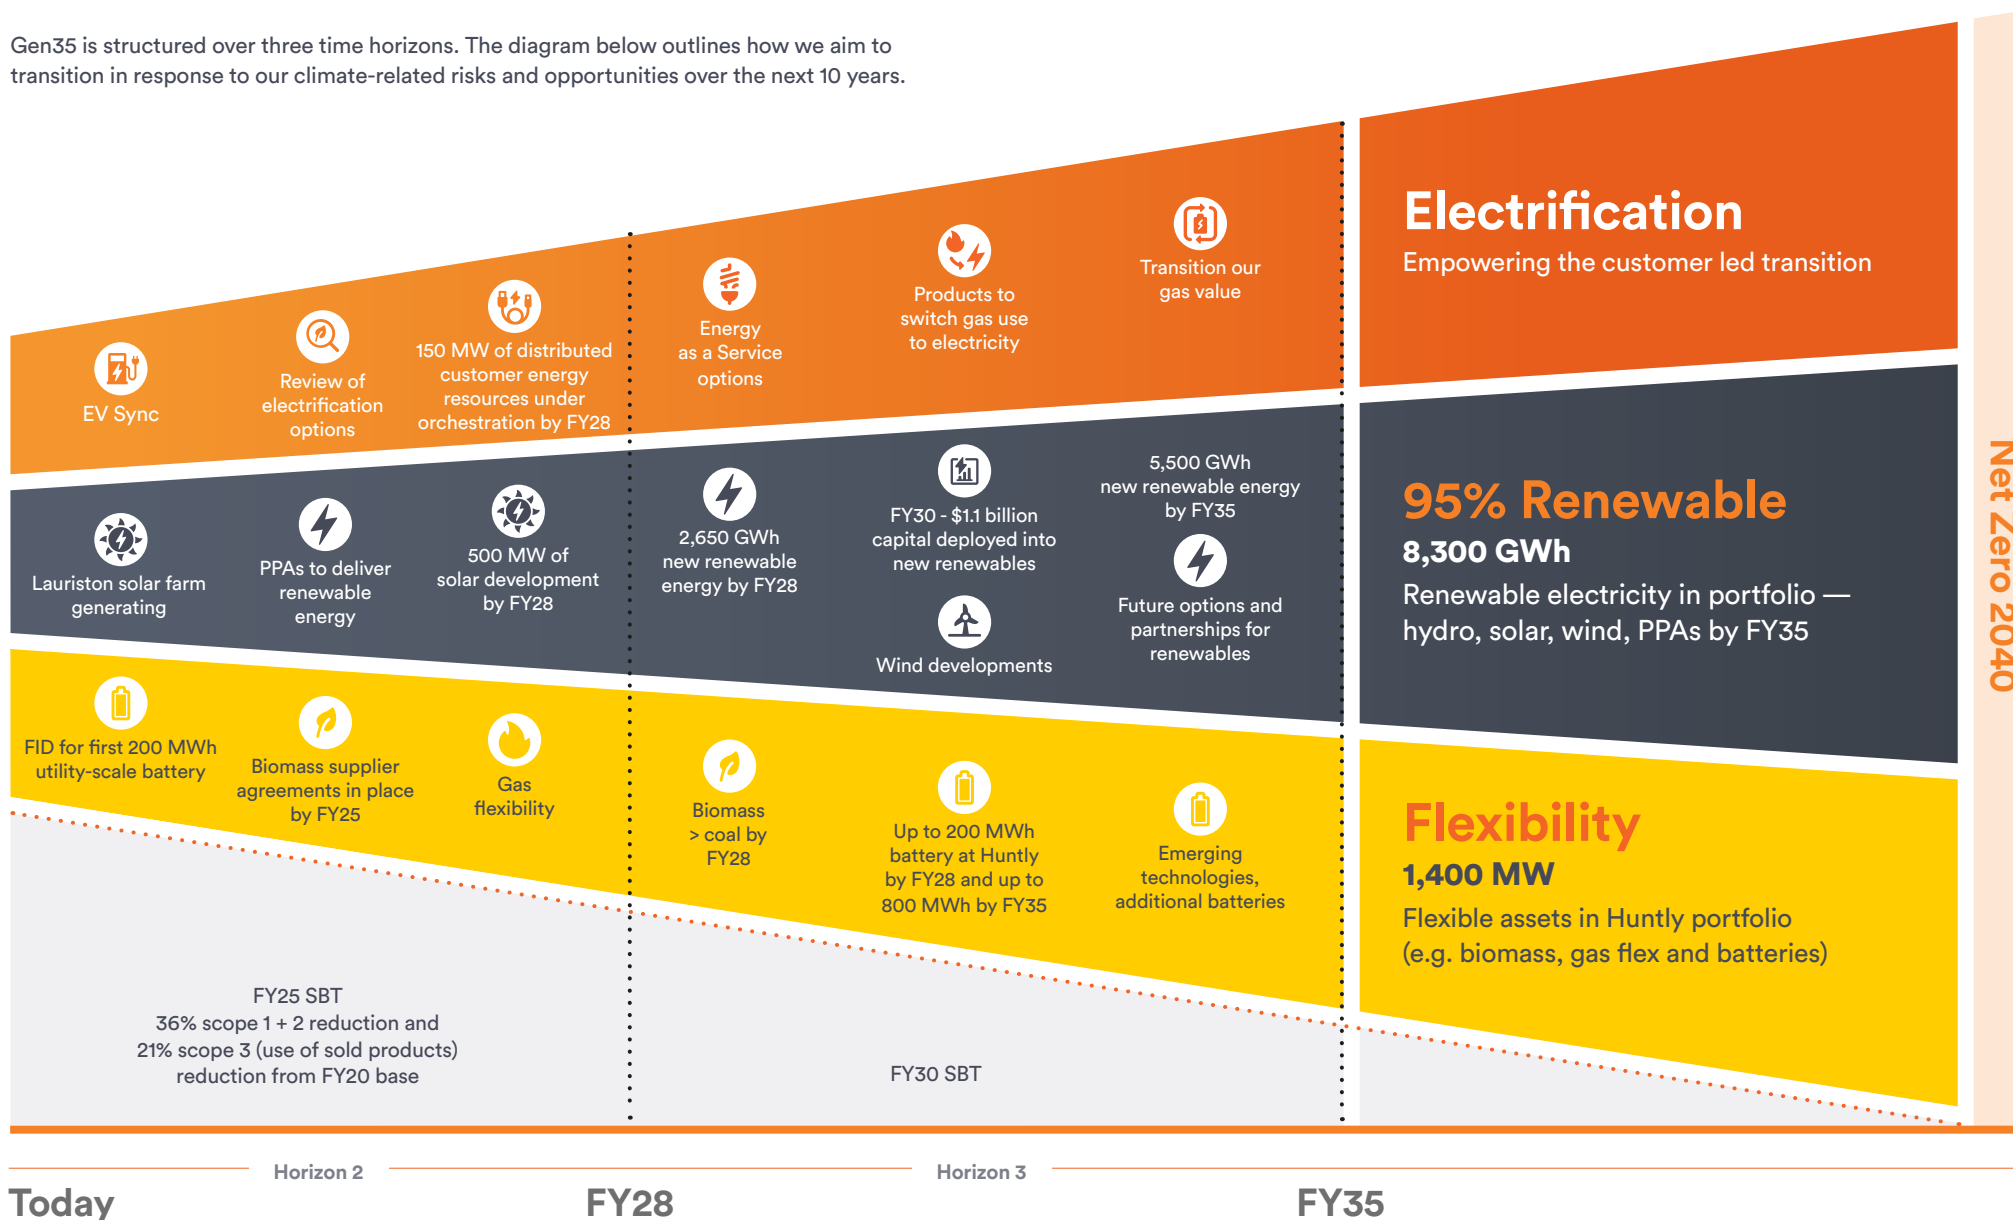 Gen35 is structured over three time horizons. The diagram below outlines how we aim to
transition in response to our climate-related risks and opportunities over the next 10 years.
EV Sync
Review of
electrification
options
150 MW of distributed
customer energy
resources under
orchestration by FY28
Energy
as a Service
options
Products to
switch gas use
to electricity
Transition our
gas value
Electrification
Empowering the customer led transition
Lauriston solar farm
generating
PPAs to deliver
renewable
energy
500 MW of
solar development
by FY28
2,650 GWh
new renewable
energy by FY28
FY30 - $1.1 billion
capital deployed into
new renewables
Wind developments
5,500 GWh
new renewable energy
by FY35
Future options and
partnerships for
renewables
95% Renewable
8,300 GWh
Renewable electricity in portfolio —
hydro, solar, wind, PPAs by FY35
FID for first 200 MWh
utility-scale battery
Biomass supplier
agreements in place
by FY25
Gas
flexibility
Biomass
> coal by
FY28
Up to 200 MWh
battery at Huntly
by FY28 and up to
800 MWh by FY35
Emerging
technologies,
additional batteries
Flexibility
1,400 MW
Flexible assets in Huntly portfolio
(e.g. biomass, gas flex and batteries)
Net Zero 2040
FY25 SBT
36% scope 1 + 2 reduction and
21% scope 3 (use of sold products)
reduction from FY20 base
FY30 SBT
Horizon 2
Horizon 3
Today
FY28
FY35